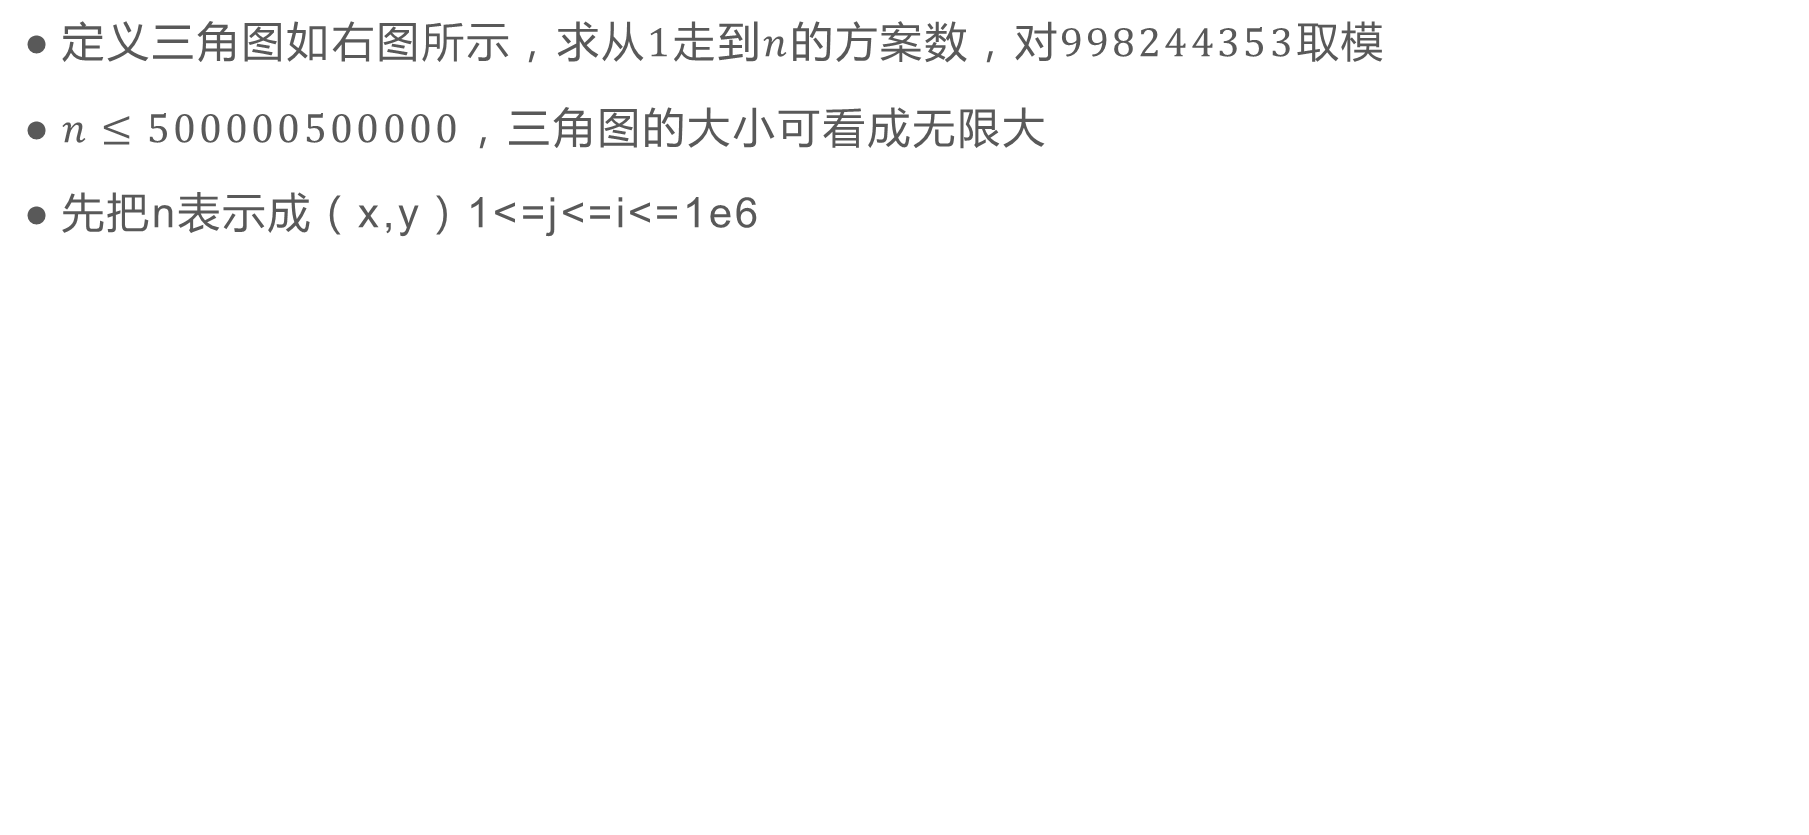 • 定义三角图如右图所示，求从1走到n的方案数，对998244353取模
• n ≤ 500000500000，三角图的大小可看成无限大
• 先把n表示成（x,y）1<=j<=i<=1e6